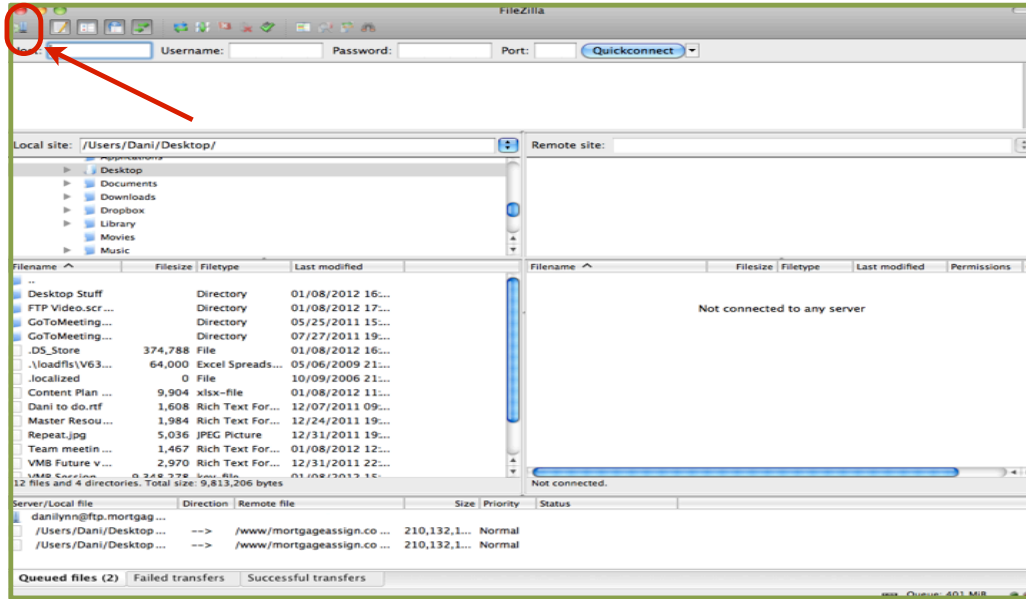 FileZilla
Host: Username: Password: Port: Quickconnect
Local site: /Users/Dani/Desktop/ Remote site:
Applications
Desktop
Documents
Downloads
Dropbox
Library
Movies
Music
Filename Filesize Filetype Last modified Filename Filesize Filetype Last modified Permissions
..
Desktop Stuff Directory 01/08/2012 16:...
FTP Video.scr ... Directory 01/08/2012 17:...
Not connected to any server
GoToMeeting... Directory 05/25/2011 15:...
GoToMeeting... Directory 07/27/2011 19:...
.DS_Store 374,788 File 01/08/2012 16:...
.\loadfls\V63... 64,000 Excel Spreads... 05/06/2009 21:...
.localized 0 File 10/09/2006 21:...
Content Plan ... 9,904 xlsx-file 01/08/2012 11:...
Dani to do.rtf 1,608 Rich Text For... 12/07/2011 09:...
Master Resou... 1,984 Rich Text For... 12/24/2011 19:...
Repeat.jpg 5,036 JPEG Picture 12/31/2011 19:...
Team meetin ... 1,467 Rich Text For... 01/08/2012 12:...
VMB Future v ... 2,970 Rich Text For... 12/31/2011 22:...
12 files and 4 directories. Total size: 9,813,206 bytes Not connected.
Server/Local file Direction Remote file Size Priority Status
danilynn@ftp.mortgag ...
/Users/Dani/Desktop ... --> /www/mortgageassign.co ... 210,132,1... Normal
/Users/Dani/Desktop ... --> /www/mortgageassign.co ... 210,132,1... Normal
Queued files (2) Failed transfers Successful transfers
Queue: 401 MiB